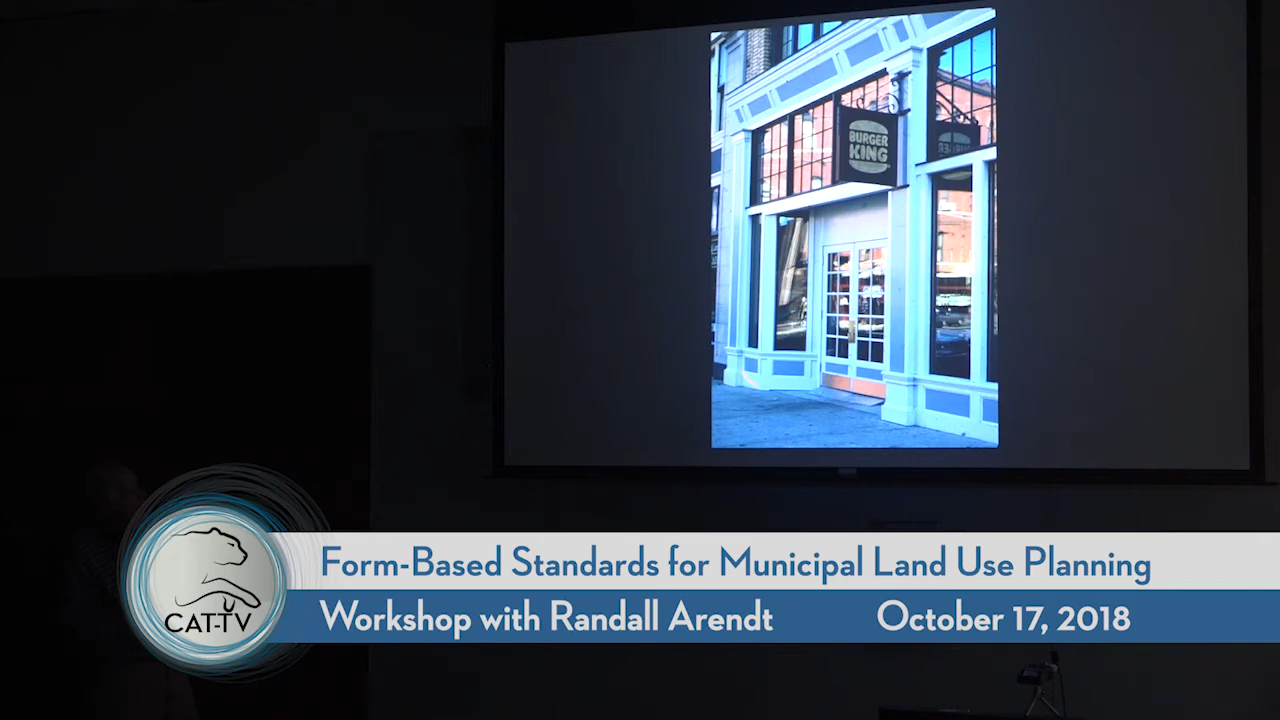 BURGER
KING
Form-Based Standards for Municipal Land Use Planning
Workshop with Randall Arendt October 17, 2018
CAT-TV